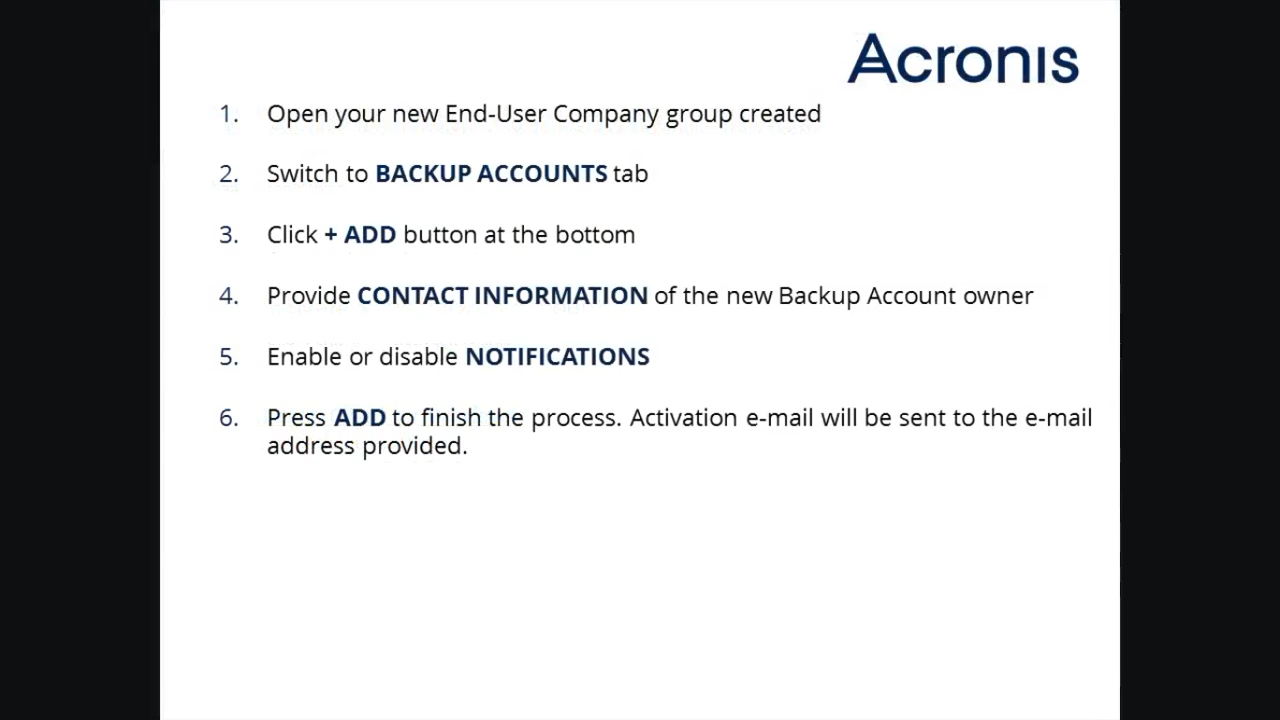 Acronis
1. Open your new End-User Company group created
2. Switch to BACKUP ACCOUNTS tab
3. Click + ADD button at the bottom
4. Provide CONTACT INFORMATION of the new Backup Account owner
5. Enable or disable NOTIFICATIONS
6. Press ADD to finish the process. Activation e-mail will be sent to the e-mail
address provided.